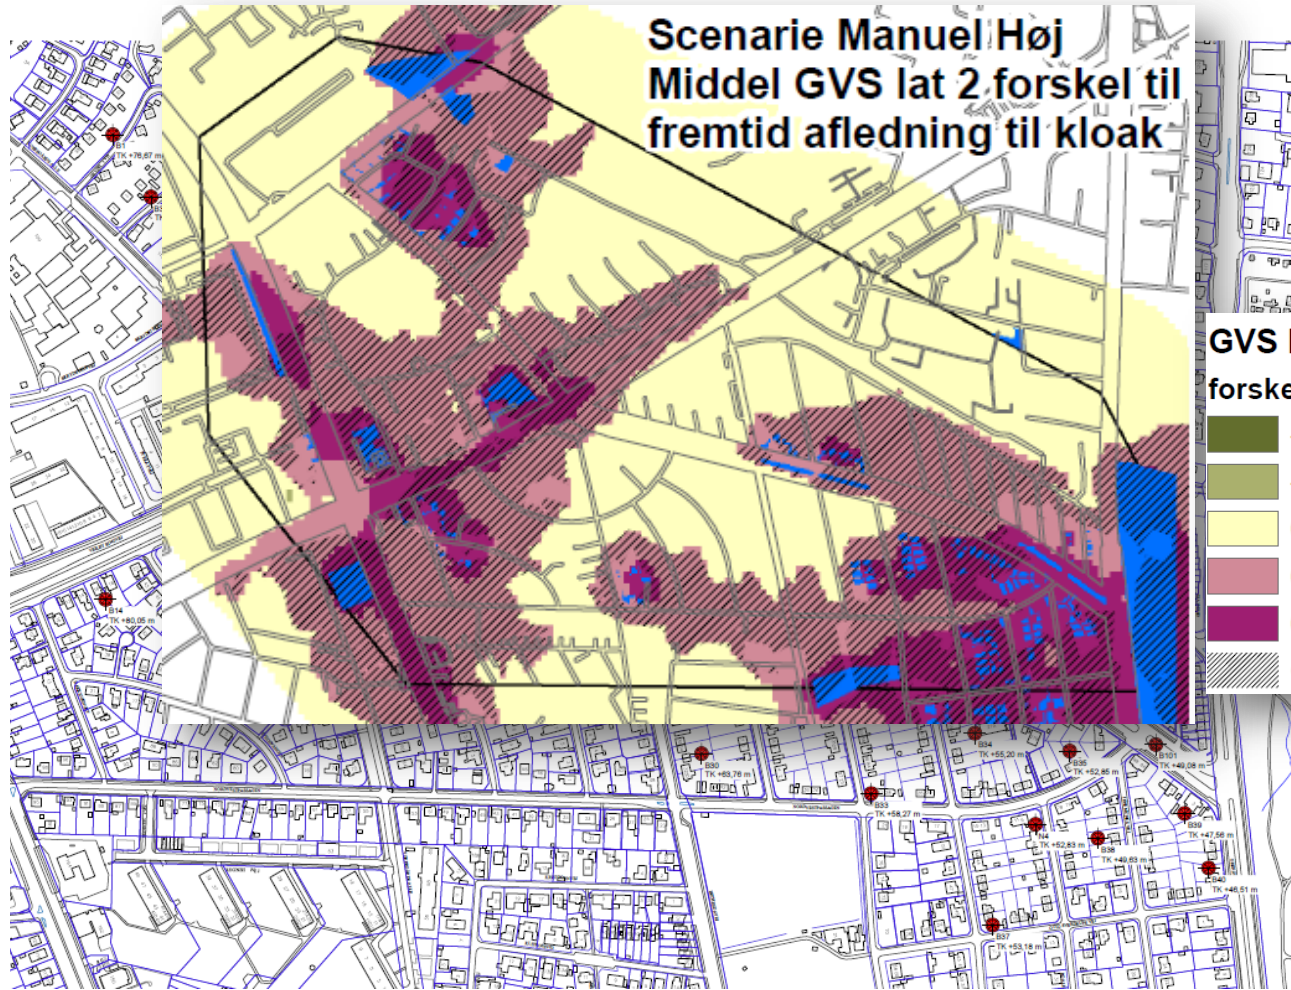 Scenarie Manuel Høj
Middel GVS lat 2 forskel til
fremtid afledning til kloak
GVS
forske
B1
TK +76,67 m
B14
TK +60,05 m
B30
TK +63,76 m
B33
TK +58,27 m
B34
TK +55,20 m
B35
TK +52,85 m
B101
TK +49,08 m
N4
TK +52,83 m
B38
TK +49,63 m
B39
TK +47,56 m
B40
TK +46,51 m
B37
TK +53,18 m